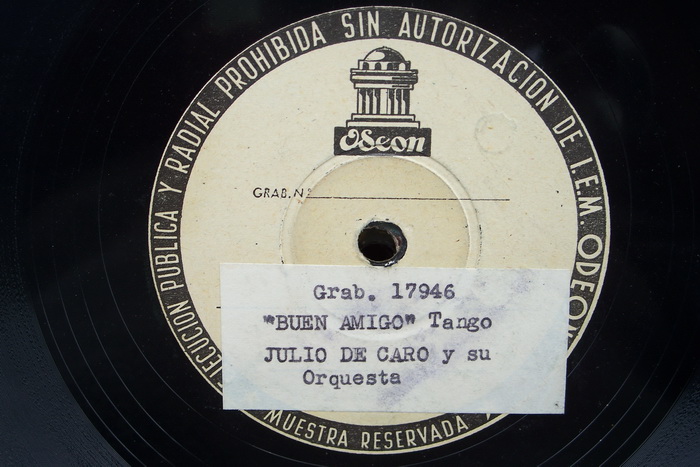 EJECUCION PUBLICA Y RADIAL PROHIBIDA SIN AUTORIZACION DE I.E.M. ODEON
Odeon
GRAB. Nº
Grab. 17946
"BUEN AMIGO" Tango
JULIO DE CARO y su
Orquesta
MUESTRA RESERVADA